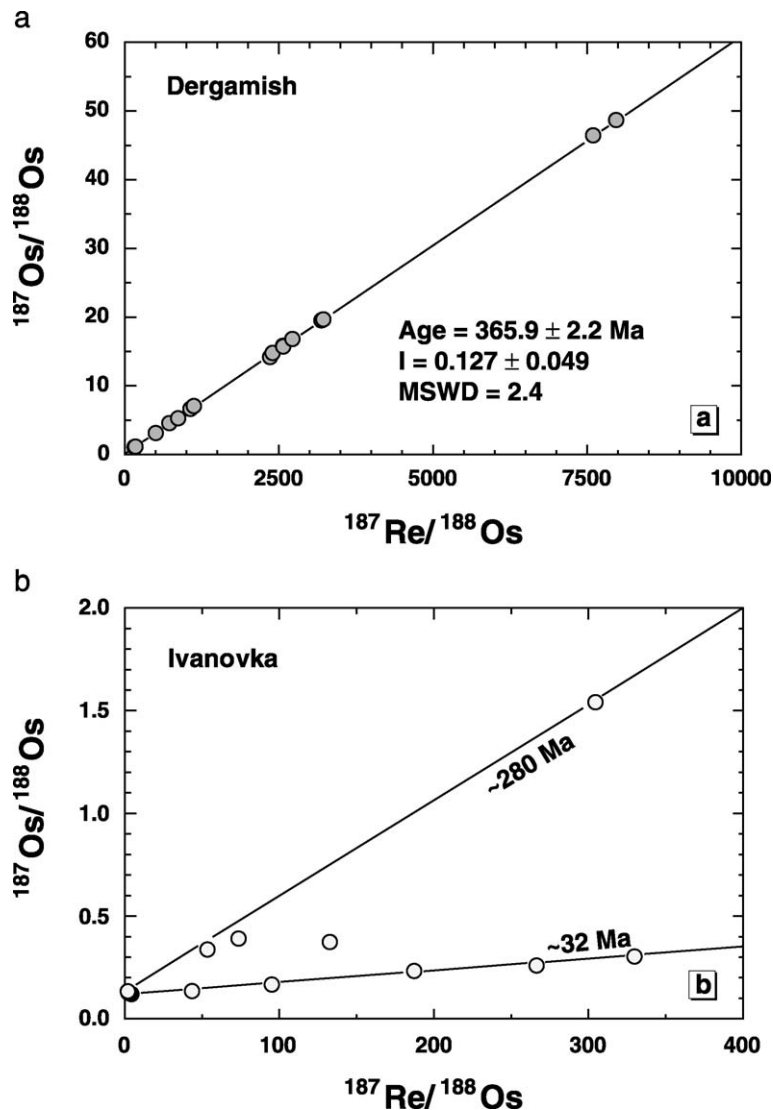 a
60
50
40
30
20
10
0
Dergamish
Age = 365.9 ± 2.2 Ma
I = 0.127 ± 0.049
MSWD = 2.4
a
0 2500 5000 7500 10000
187Os/188Os
187Re/188Os
b
2.0
1.5
1.0
0.5
0.0
Ivanovka
~280 Ma
~32 Ma
b
0 100 200 300 400
187Os/188Os
187Re/188Os